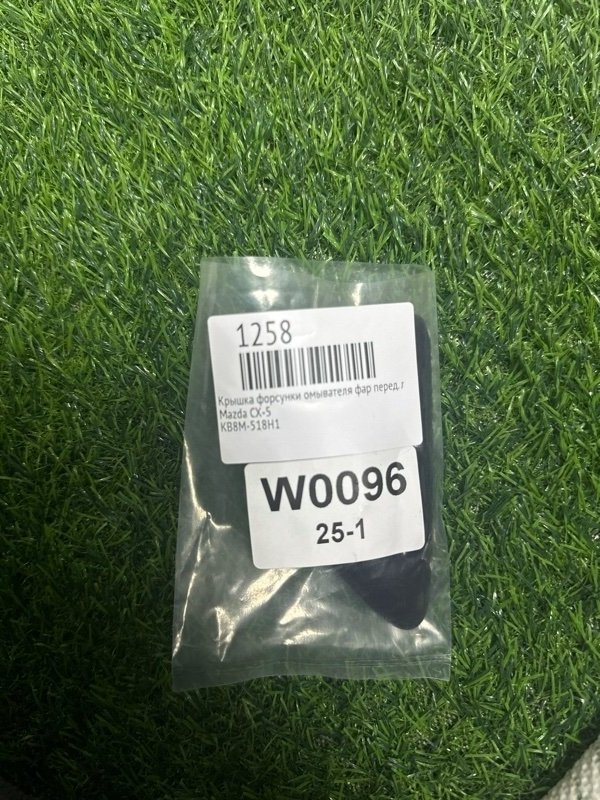 1258
Крышка форсунки омывателя фар перед.л
Mazda CX-5
KB8M-518H1
W0096
25-1